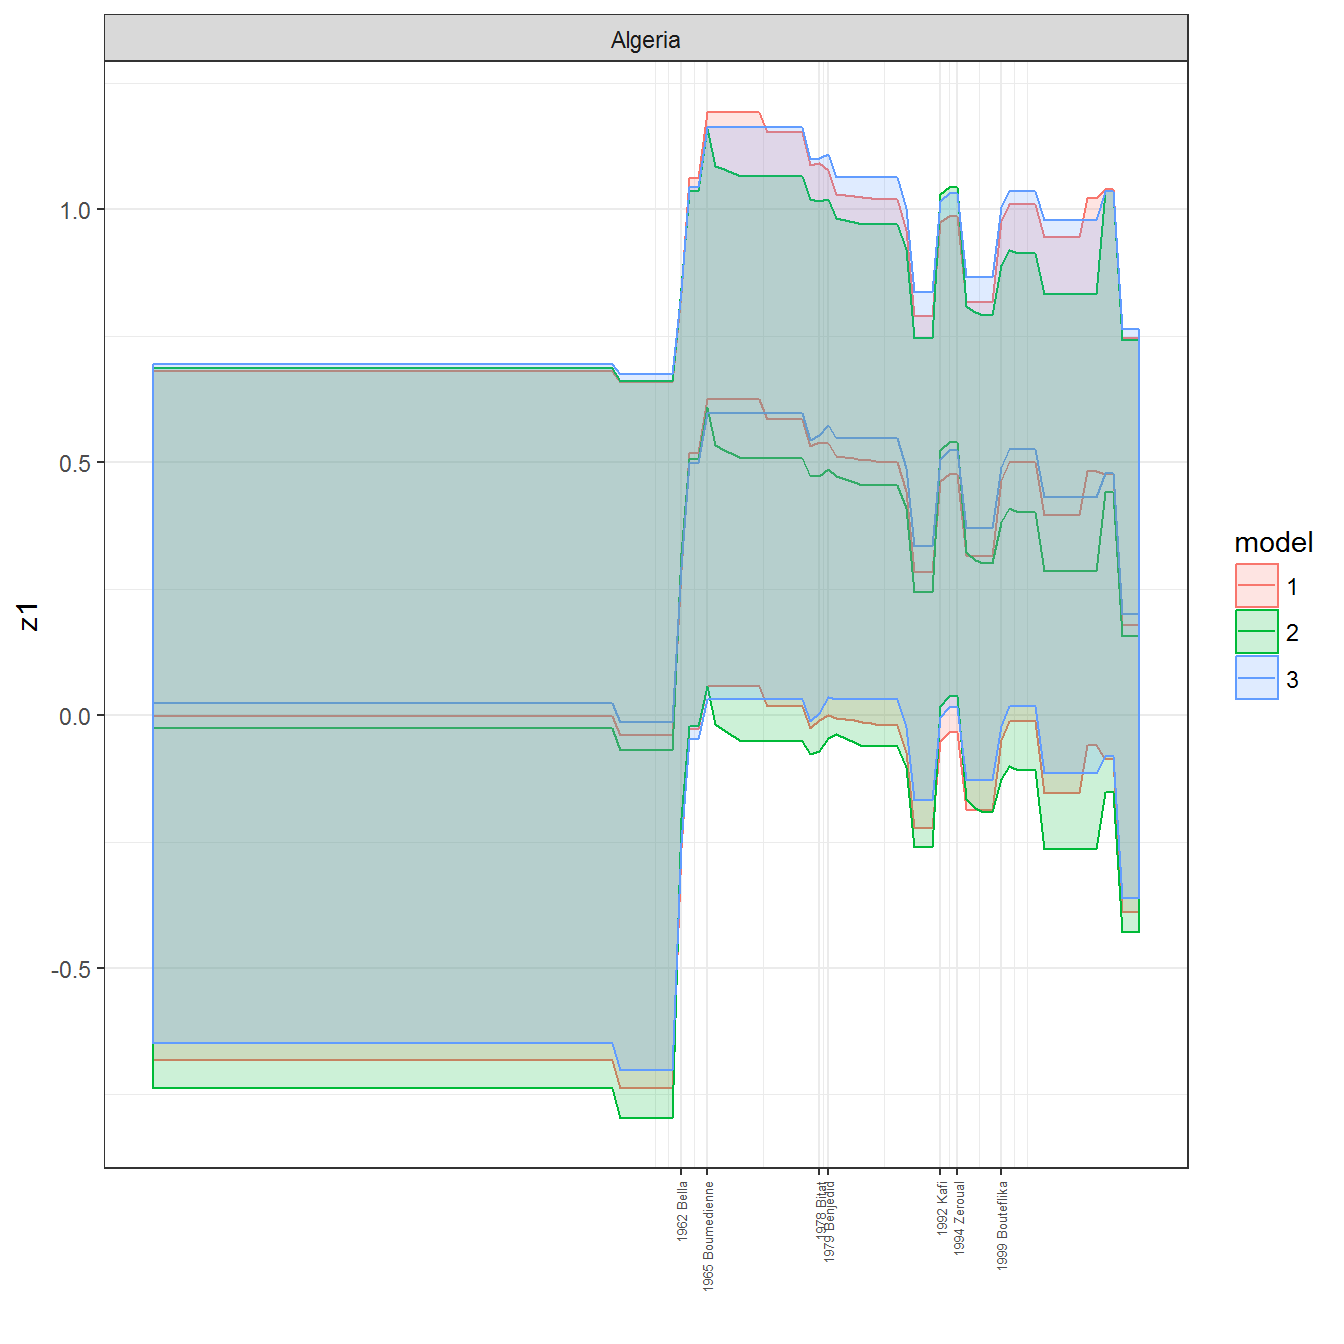 Algeria
1.0
0.5
0.0
-0.5
z1
1962 Bella
1965 Boumedienne
1978 Bitat
1979 Benjedid
1992 Kafi
1994 Zeroual
1999 Bouteflika
model
1
2
3